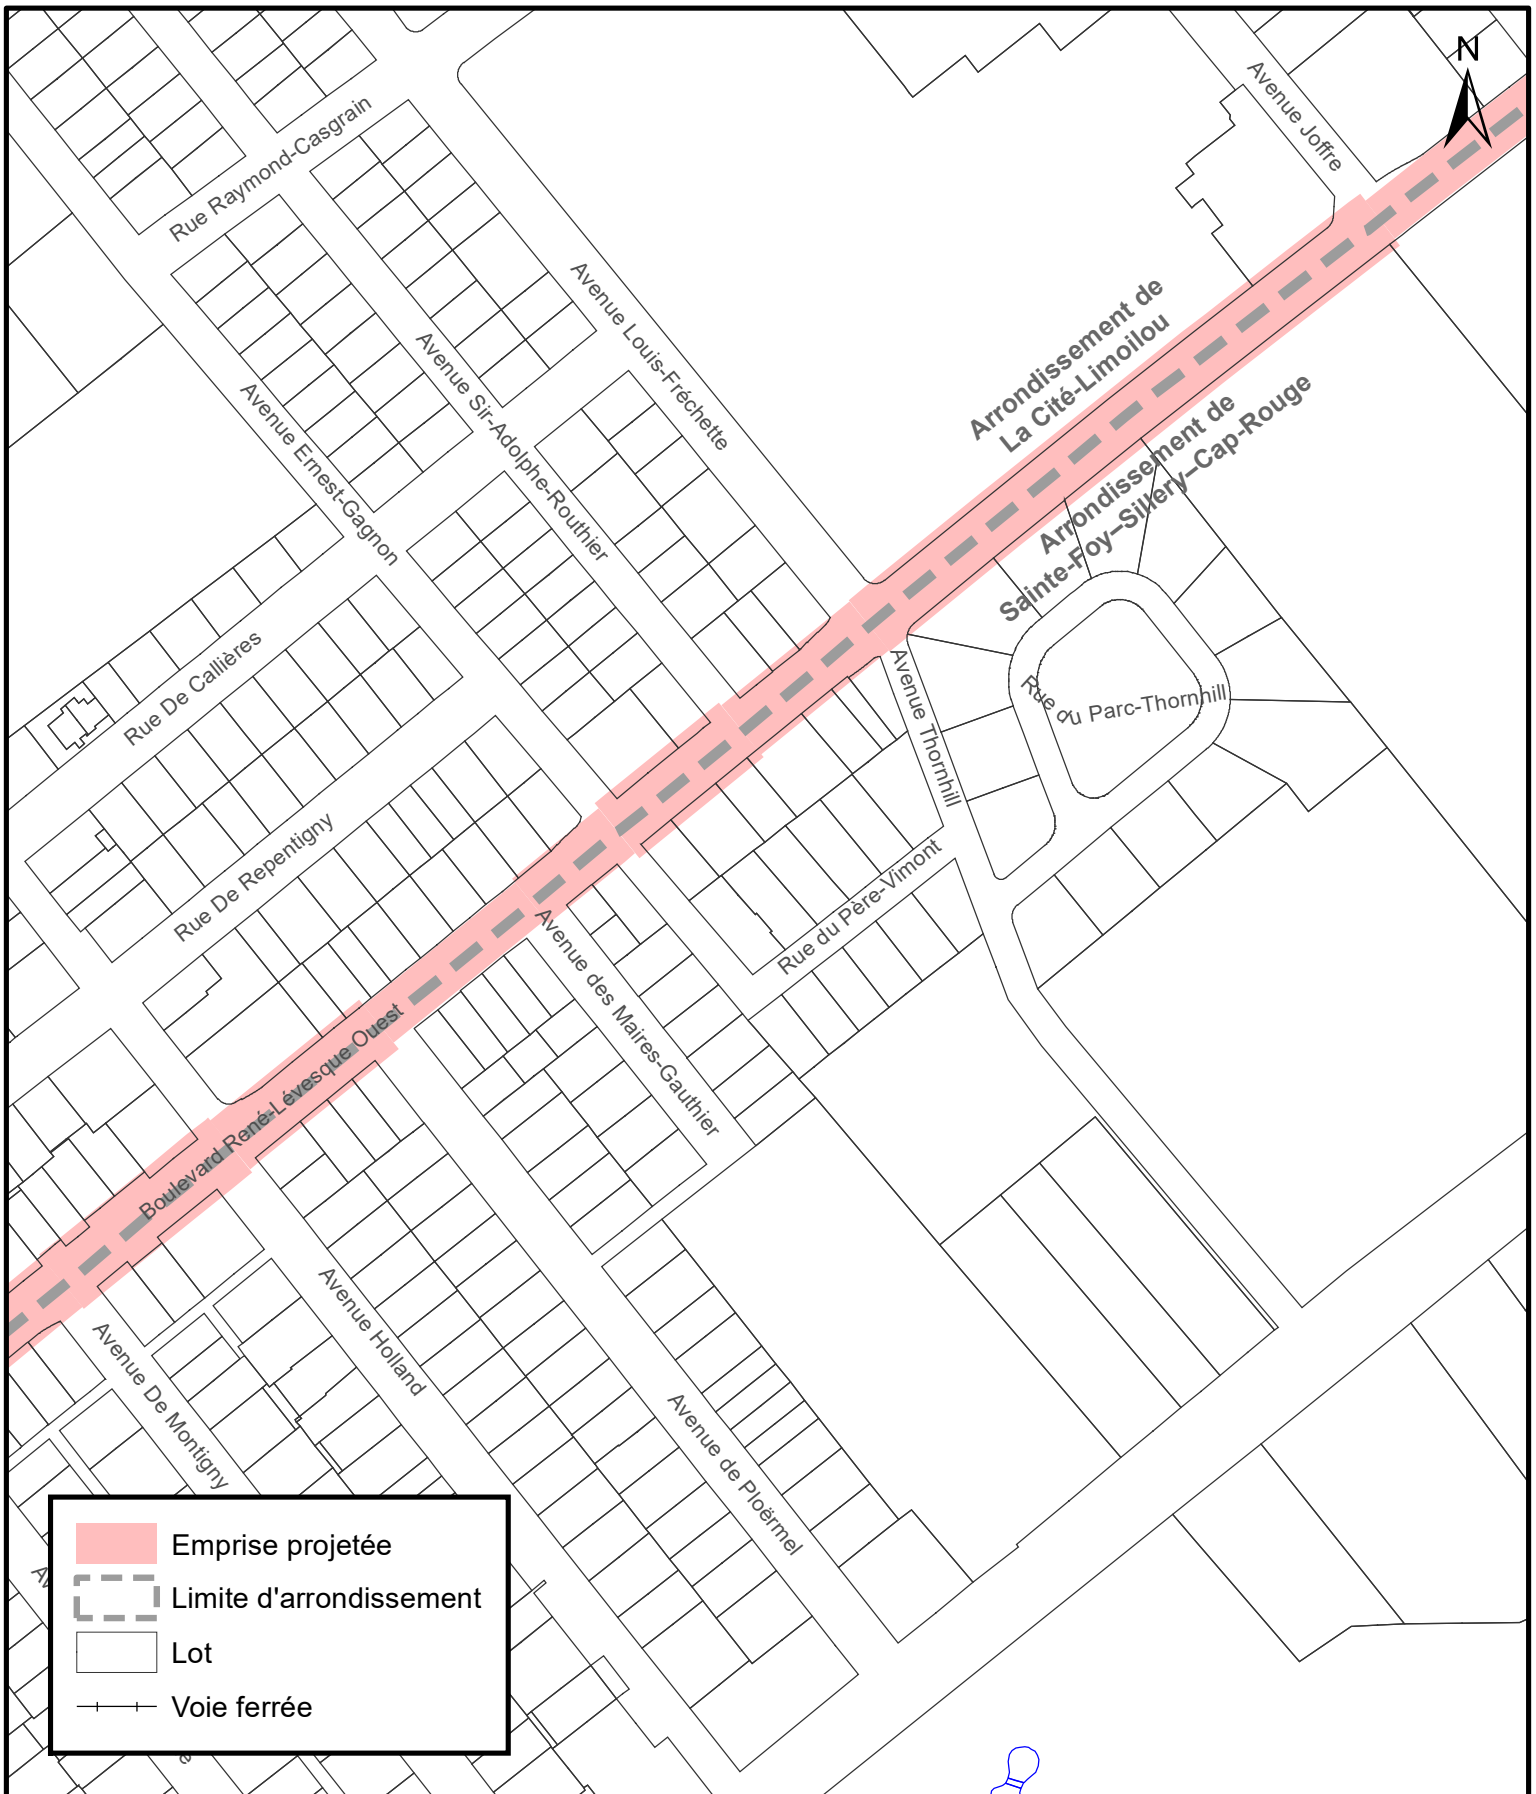 N
Avenue Joffre
Rue Raymond-Casgrain
Avenue Louis-Fréchette
Arrondissement de
La Cité-Limoilou
Avenue Sir-Adolphe-Routhier
Avenue Ernest-Gagnon
Arrondissement de
Sainte-Foy–Sillery–Cap-Rouge
Rue De Callières
Avenue Thornhill
Rue du Parc-Thornhill
Rue De Repentigny
Rue du Père-Vimont
Avenue des Maires-Gauthier
Boulevard René-Lévesque Ouest
Avenue Holland
Avenue De Montigny
Avenue de Ploërmel
Emprise projetée
Limite d'arrondissement
Lot
Voie ferrée